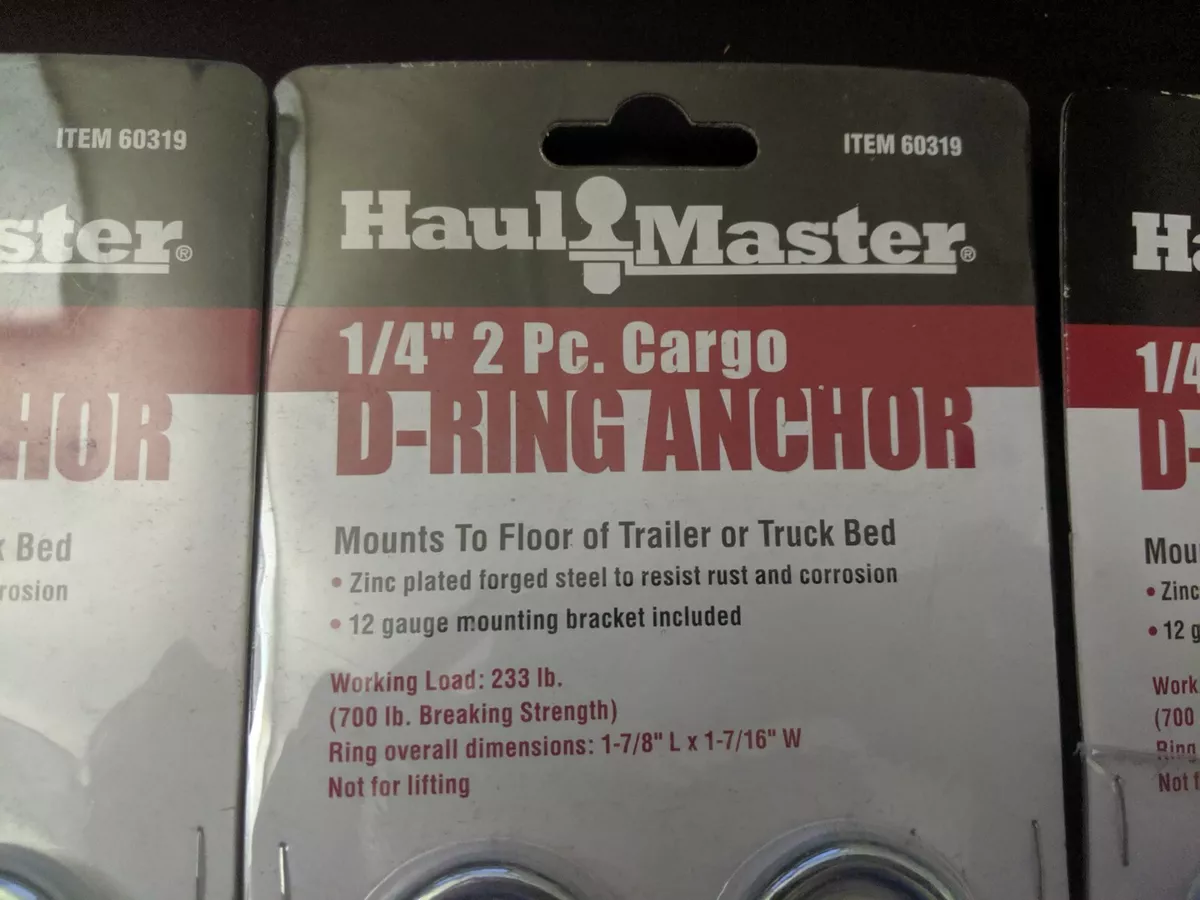 ITEM 60319
ster®
HOR
k Bed
rosion
ITEM 60319
Haul Master®
1/4" 2 Pc. Cargo
D-RING ANCHOR
Mounts To Floor of Trailer or Truck Bed
• Zinc plated forged steel to resist rust and corrosion
• 12 gauge mounting bracket included
Working Load: 233 lb.
(700 lb. Breaking Strength)
Ring overall dimensions: 1-7/8" L x 1-7/16" W
Not for lifting
Ha
1/4
D-
Mou
• Zinc
• 12 g
Work
(700
Ring
Not f